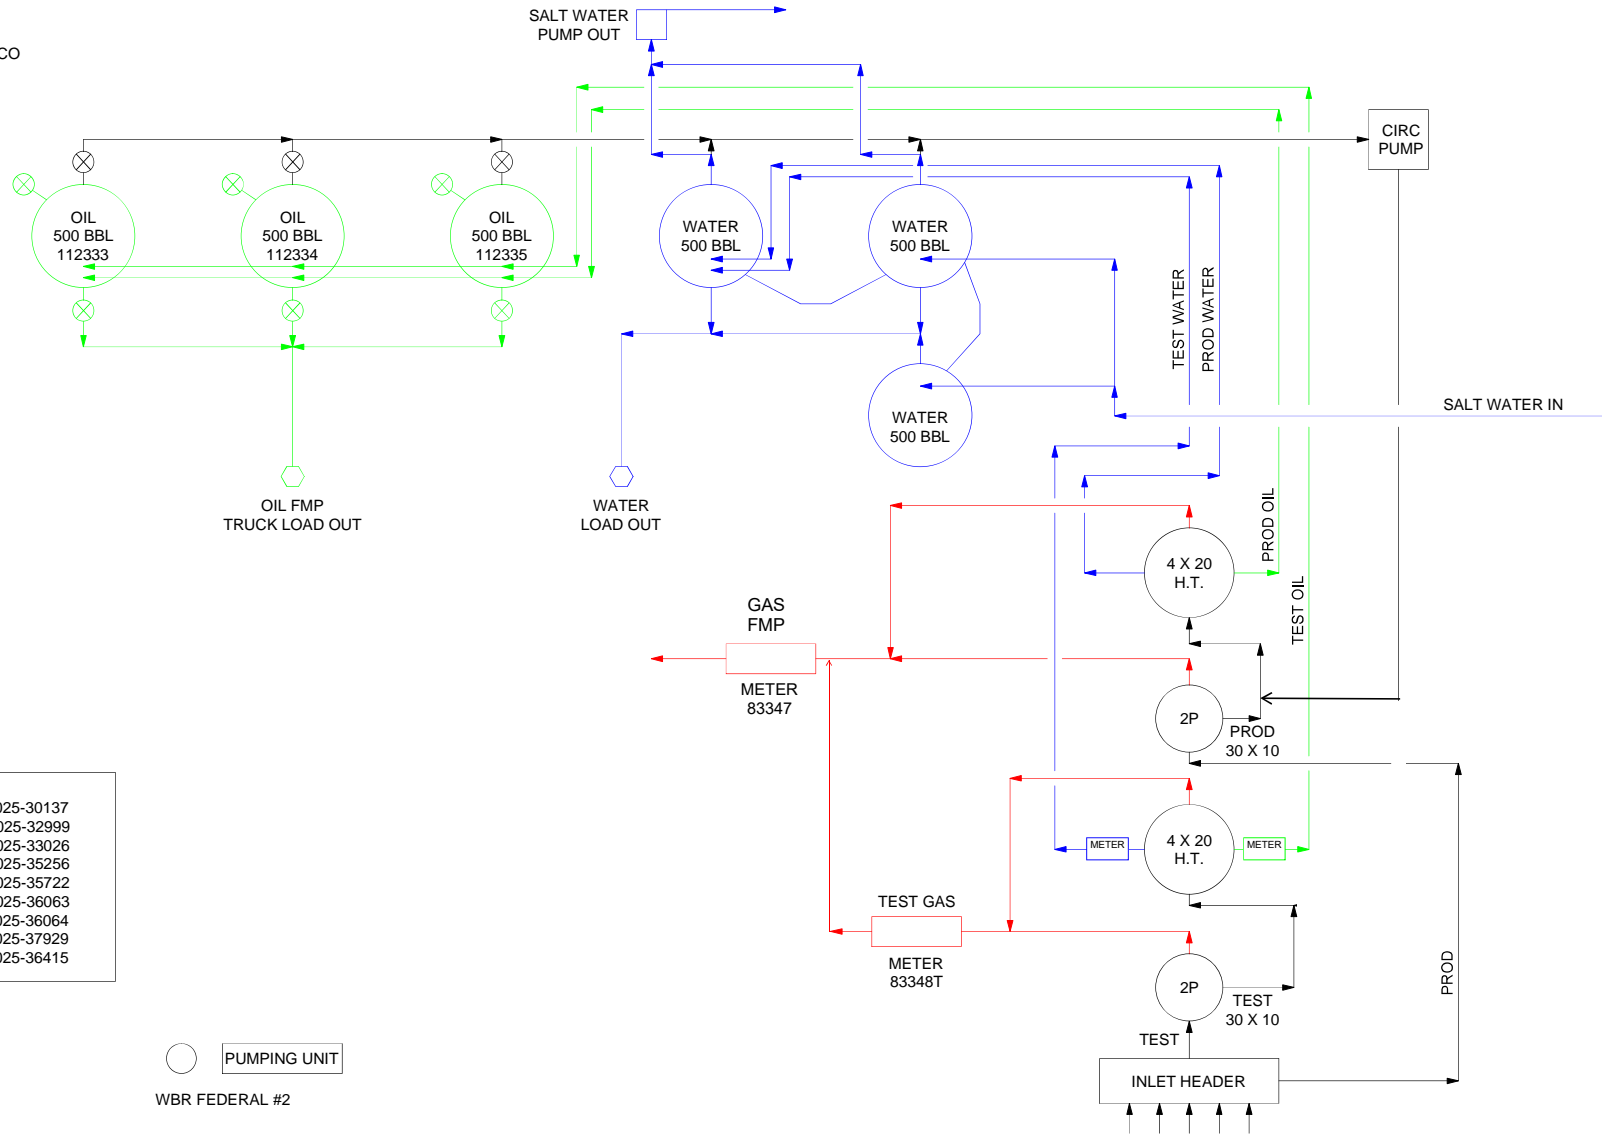 SALT WATER
PUMP OUT
CO
CIRC
PUMP
OIL
500 BBL
112333
OIL
500 BBL
112334
OIL
500 BBL
112335
WATER
500 BBL
WATER
500 BBL
TEST WATER
PROD WATER
WATER
500 BBL
SALT WATER IN
OIL FMP
TRUCK LOAD OUT
WATER
LOAD OUT
PROD OIL
4 X 20
H.T.
TEST OIL
GAS
FMP
METER
83347
2P
PROD
30 X 10
025-30137
025-32999
025-33026
025-35256
025-35722
025-36063
025-36064
025-37929
025-36415
METER
4 X 20
H.T.
METER
TEST GAS
METER
83348T
2P
TEST
30 X 10
PROD
TEST
INLET HEADER
PUMPING UNIT
WBR FEDERAL #2